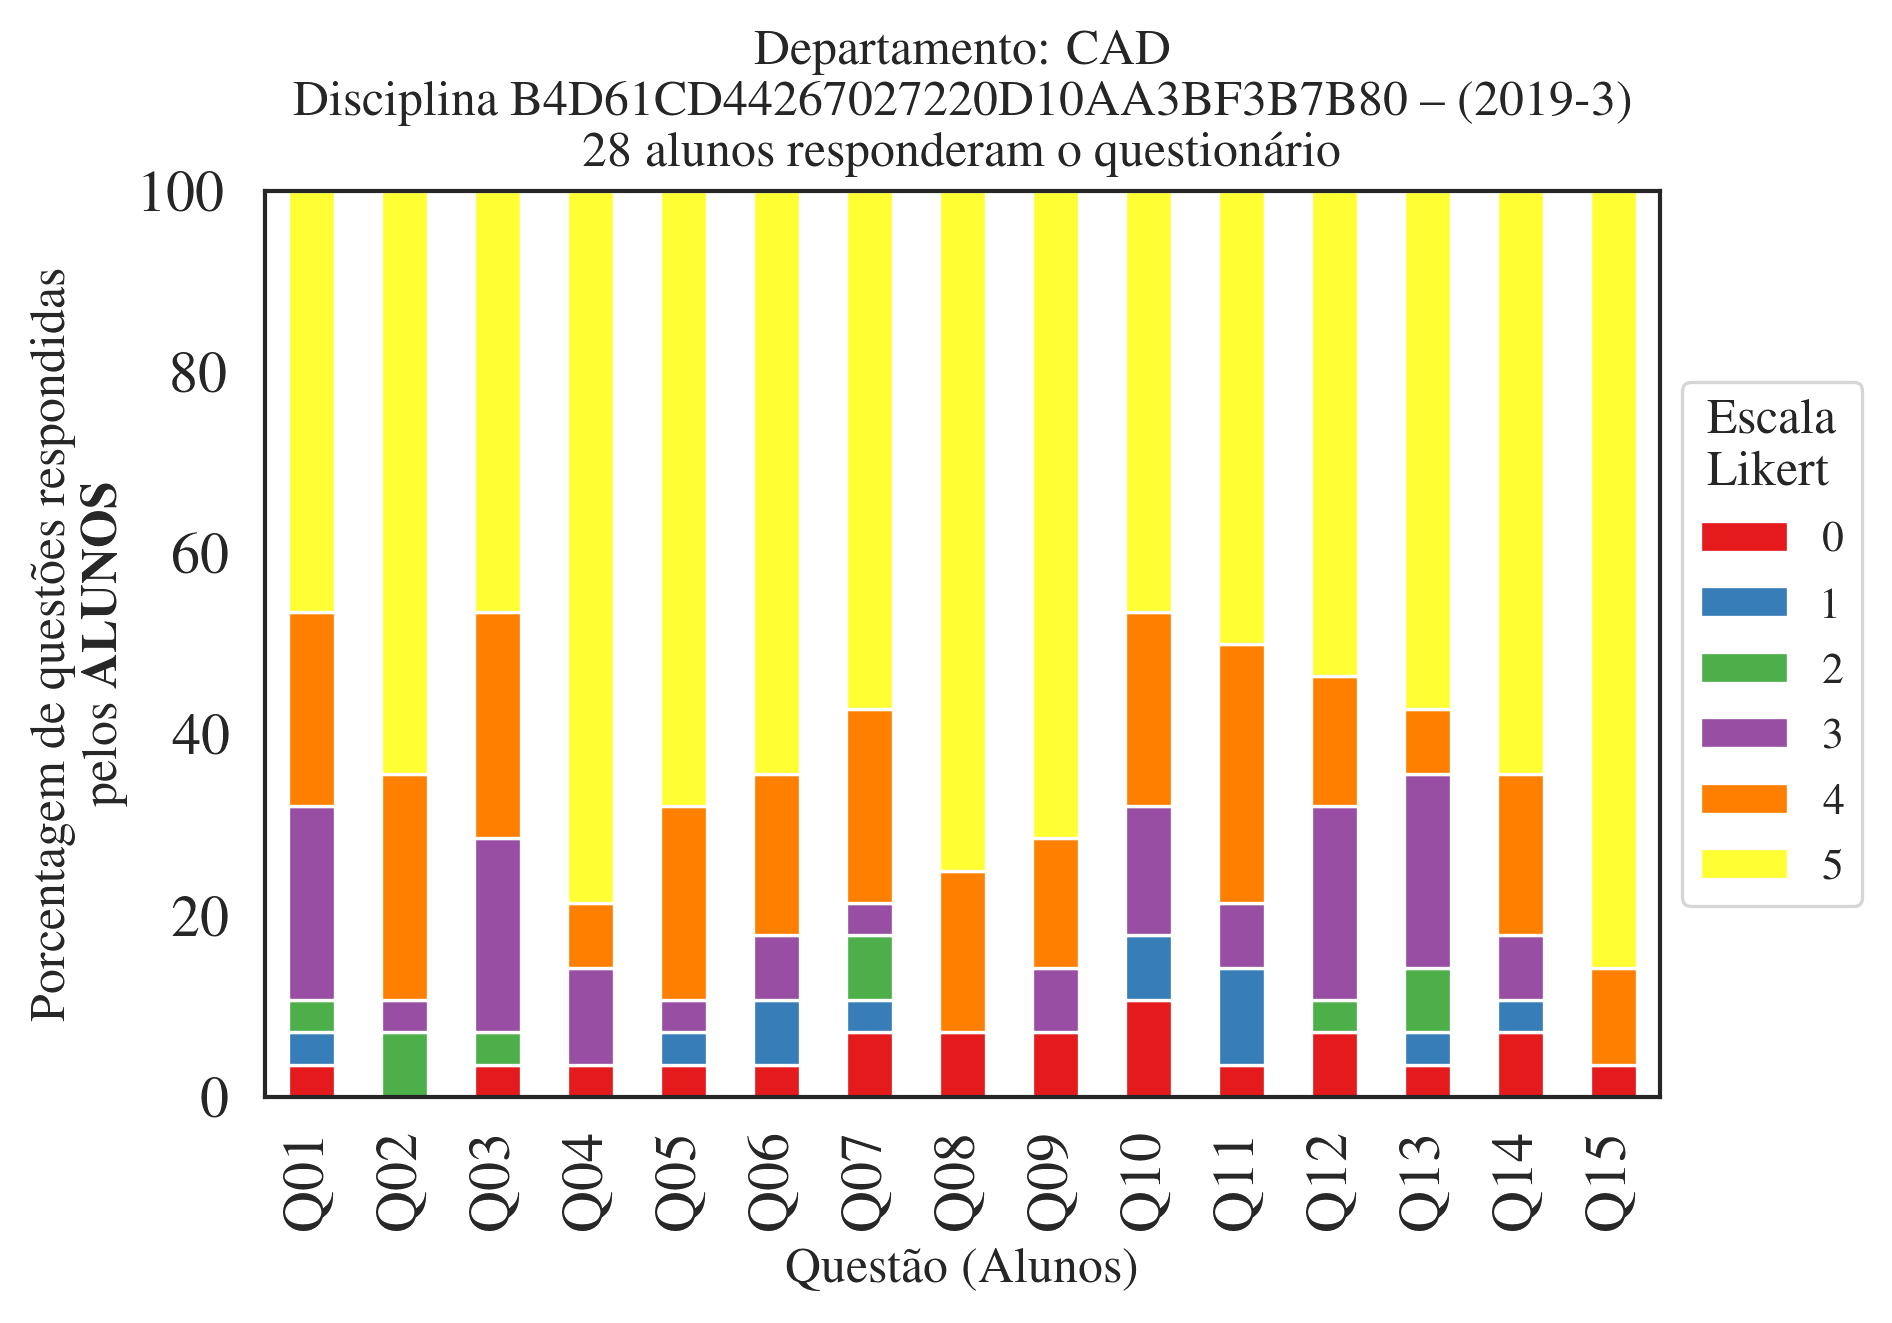 Departamento: CAD
Disciplina B4D61CD44267027220D10AA3BF3B7B80 – (2019-3)
28 alunos responderam o questionário
Porcentagem de questões respondidas
pelos ALUNOS
100
80
60
40
20
0
Q01
Q02
Q03
Q04
Q05
Q06
Q07
Q08
Q09
Q10
Q11
Q12
Q13
Q14
Q15
Questão (Alunos)
Escala
Likert
0
1
2
3
4
5